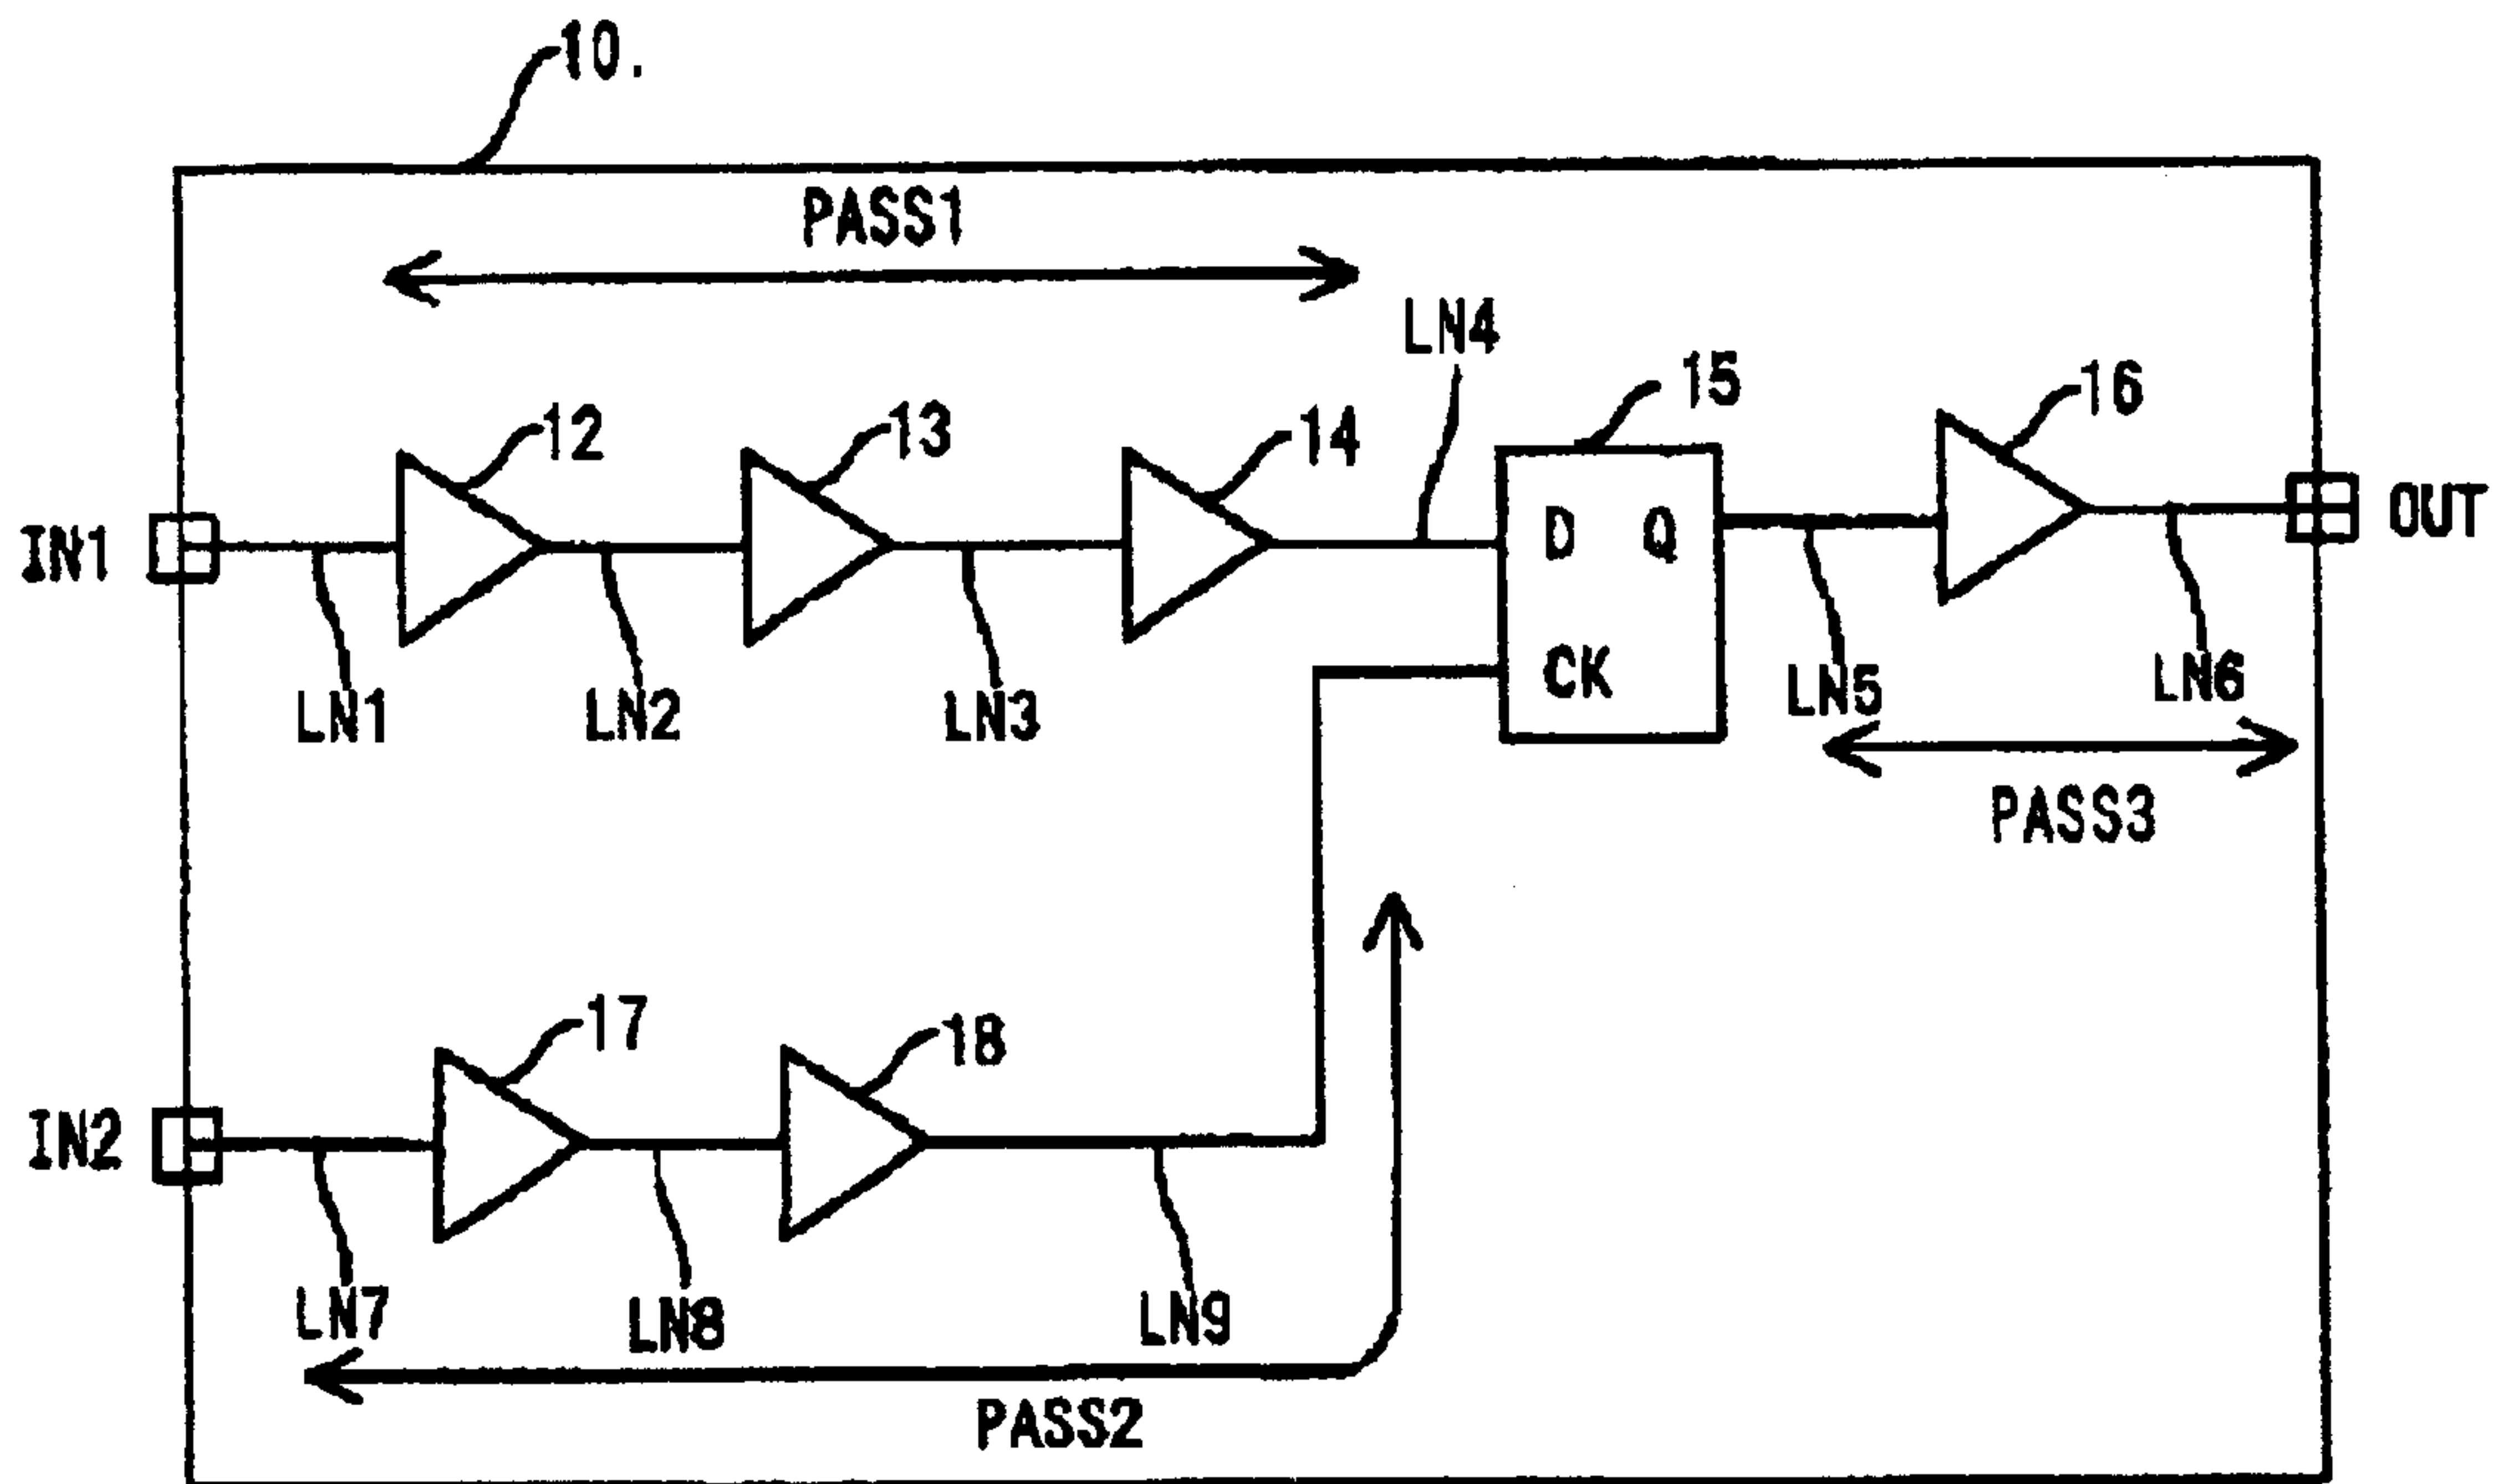 10.
PASS1
LN4
15
16
12
13
14
IN1
D Q
OUT
CK
LN1
LN2
LN3
LN5
LN6
PASS3
17
18
IN2
LN7
LN8
LN9
PASS2